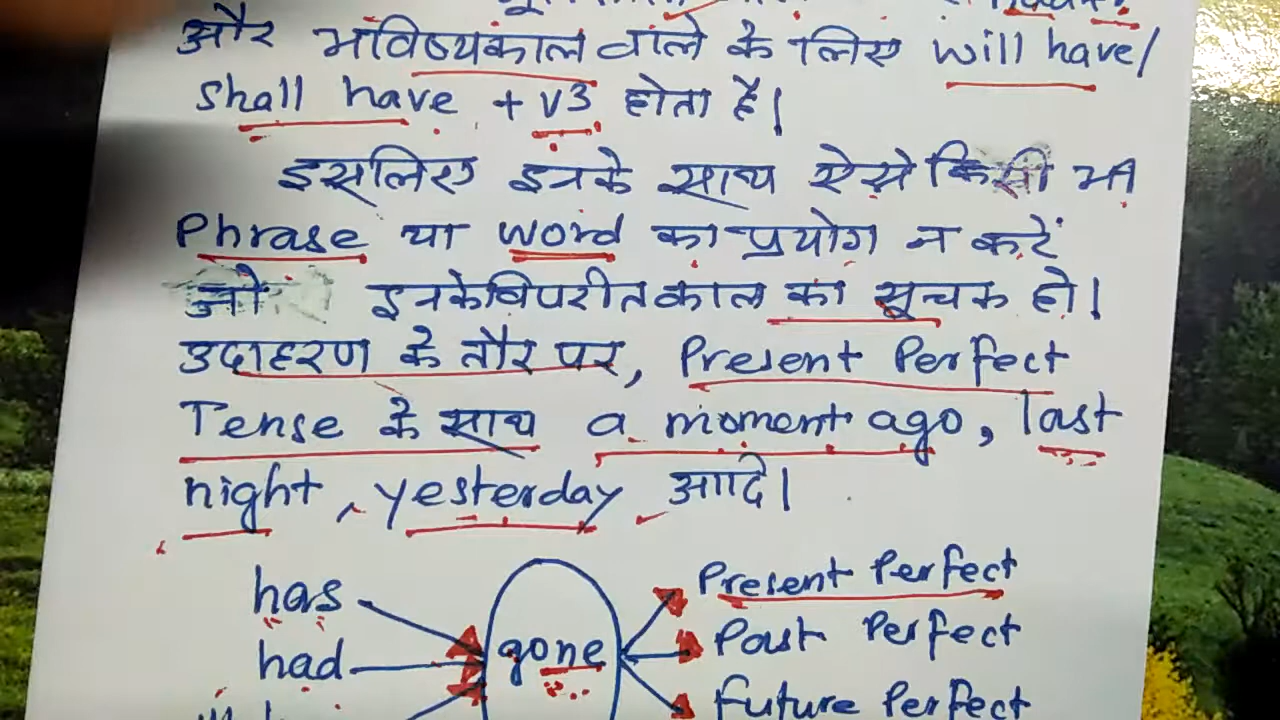 और भविष्यकाल वाले के लिए will have/
shall have + V3 होता है।
इसलिए इनके साथ ऐसे किसी भी
Phrase या word का प्रयोग न करें
जो इनके विपरीत काल का सूचक हो।
उदाहरण के तौर पर, Present Perfect
Tense के साथ a moment ago, last
night, yesterday आदि।
has
had
gone
Present Perfect
Past Perfect
Future Perfect